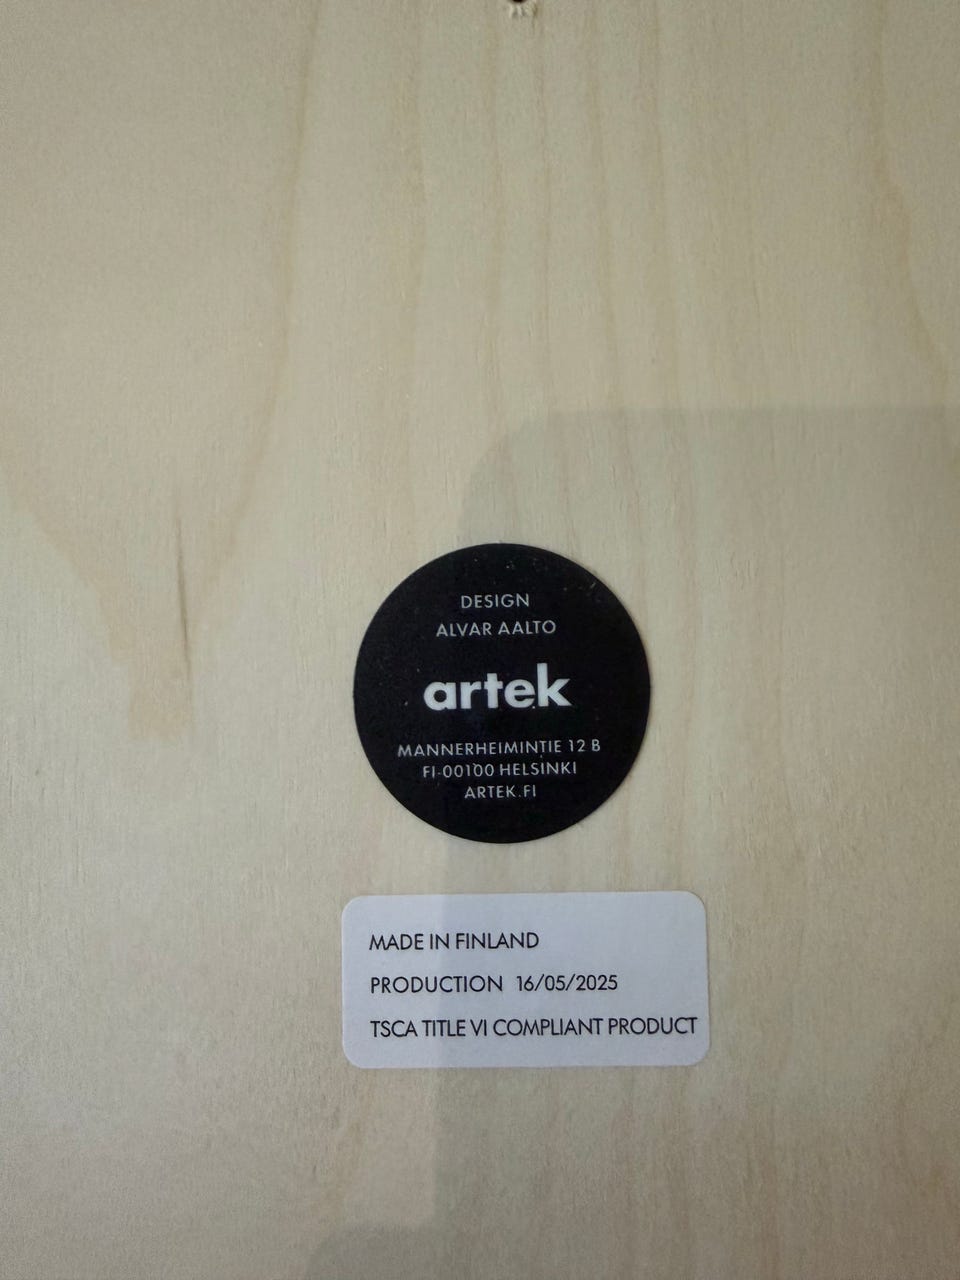 DESIGN
ALVAR AALTO
artek
MANNERHEIMINTIE 12 B
FI-00100 HELSINKI
ARTEK.FI
MADE IN FINLAND
PRODUCTION 16/05/2025
TSCA TITLE VI COMPLIANT PRODUCT